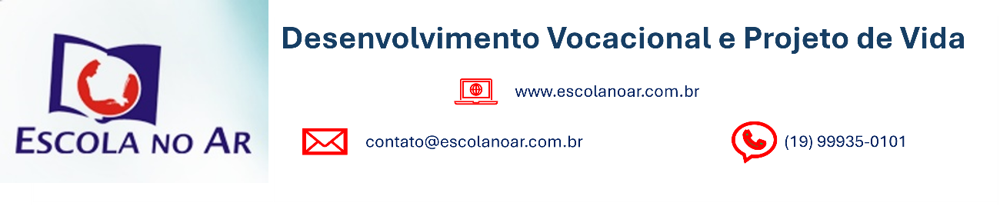 ESCOLA NO AR
Desenvolvimento Vocacional e Projeto de Vida
www.escolanoar.com.br
contato@escolanoar.com.br
(19) 99935-0101